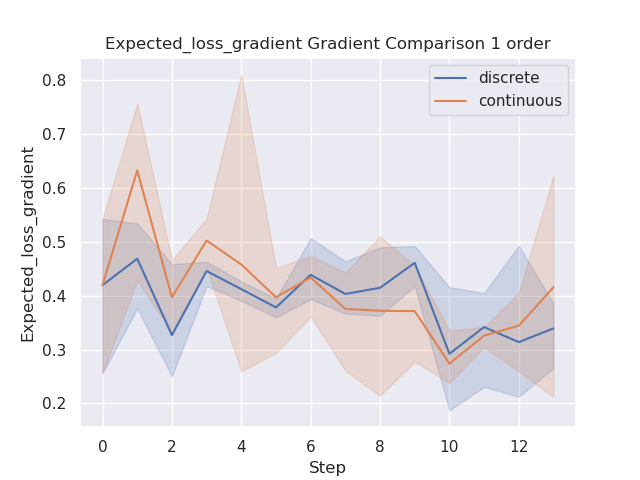 Expected_loss_gradient Gradient Comparison 1 order
discrete
continuous
Expected_loss_gradient
0.8
0.7
0.6
0.5
0.4
0.3
0.2
0 2 4 6 8 10 12
Step